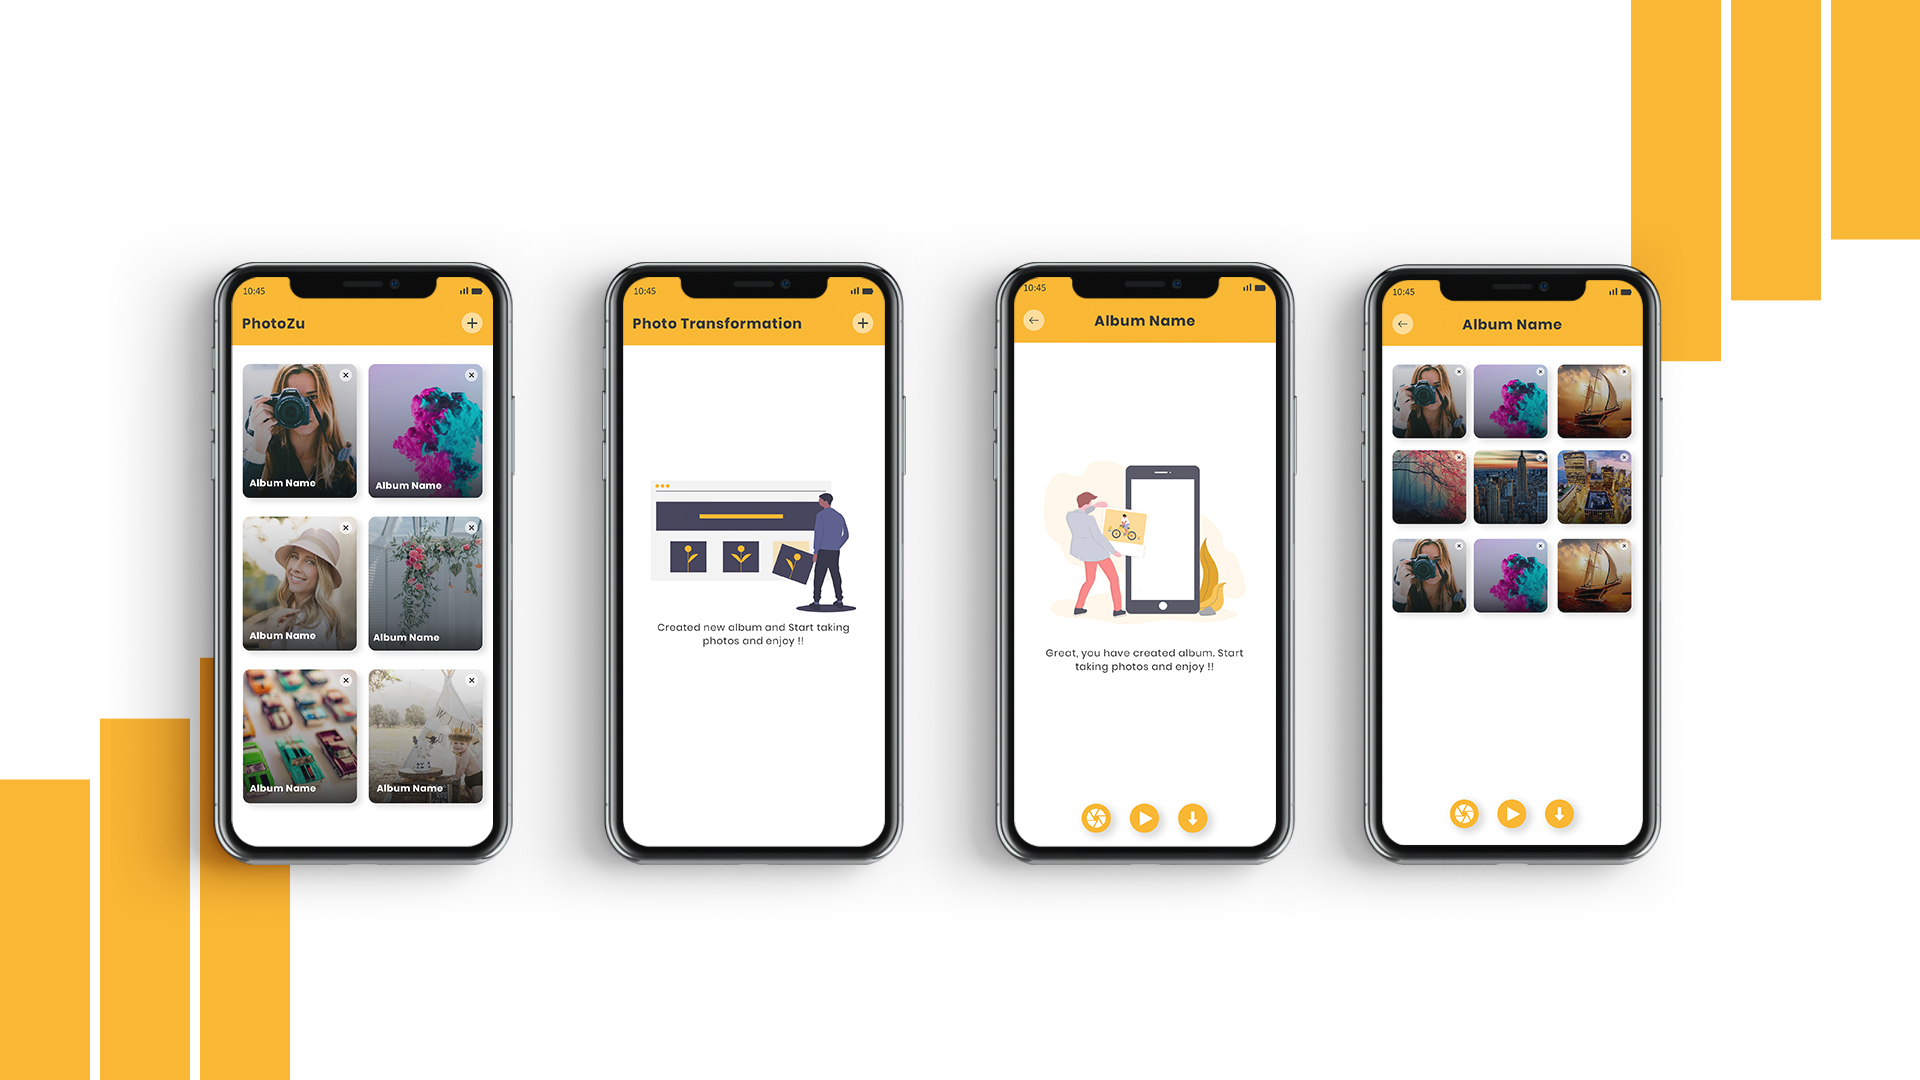 10:45
PhotoZu
Album Name
Album Name
Album Name
Album Name
WILD
Album Name
Album Name
10:45
Photo Transformation
Created new album and Start taking
photos and enjoy !!
10:45
Album Name
Great, you have created album. Start
taking photos and enjoy !!
10:45
Album Name